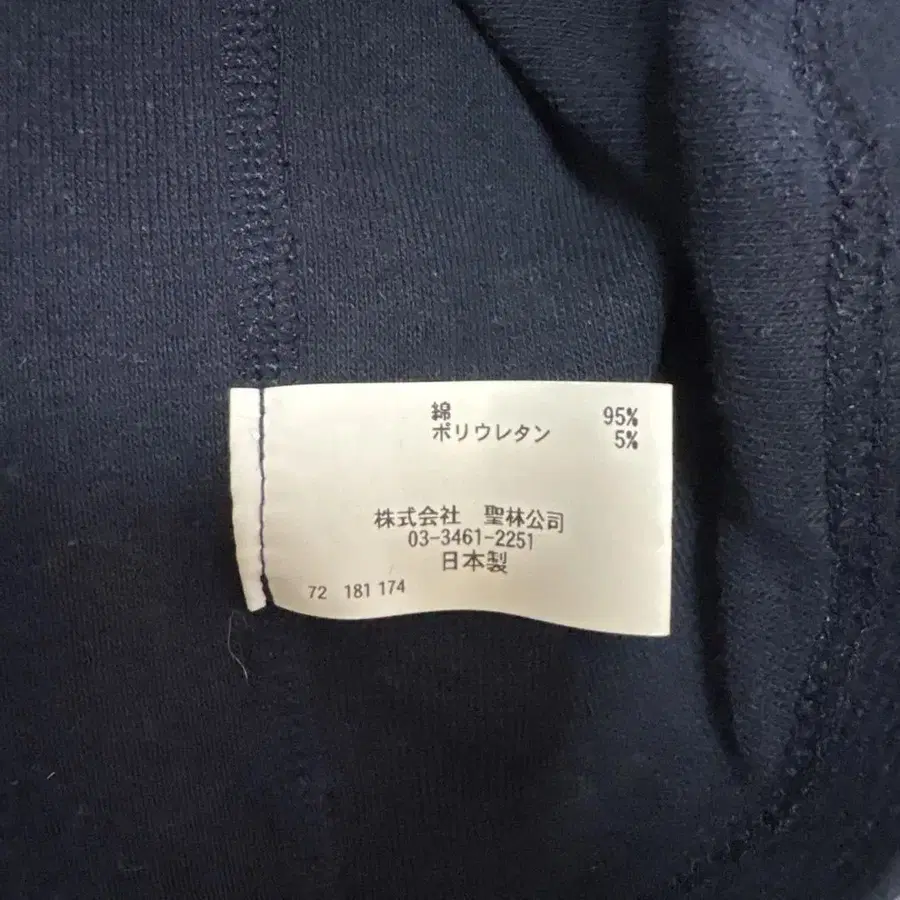 綿 95%
ポリウレタン 5%
株式会社 聖林公司
03-3461-2251
日本製
72 181 174